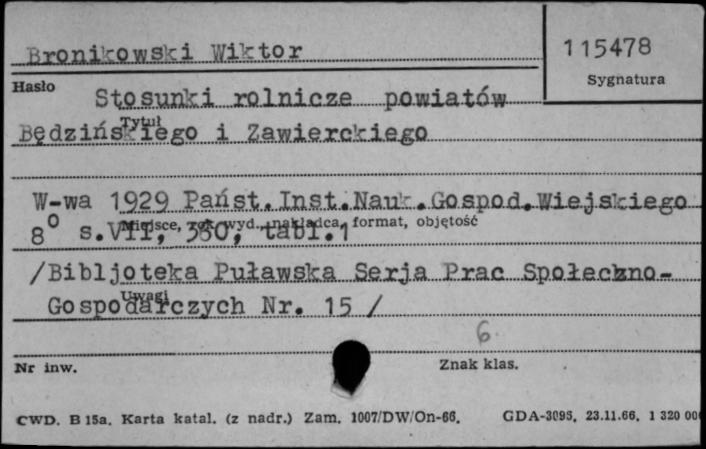 Bronikowski Wiktor
115478
Sygnatura
Hasło
Stosunki rolnicze powiatów
Tytuł
Będzińskiego i Zawierckiego
W-wa 1929 Państ.Inst.Nauk.Gospod.Wiejskiego
Miejsce, rok wyd., nakładca, format, objętość
8° s.VII, 380, tabl.1
/Bibljoteka Puławska Serja Prac Społeczno-
Uwagi
Gospodarczych Nr. 15 /
6
Nr inw.
Znak klas.
CWD. B 15a. Karta katal. (z nadr.) Zam. 1007/DW/On-66. GDA-3095, 23.11.66, 1 320 00